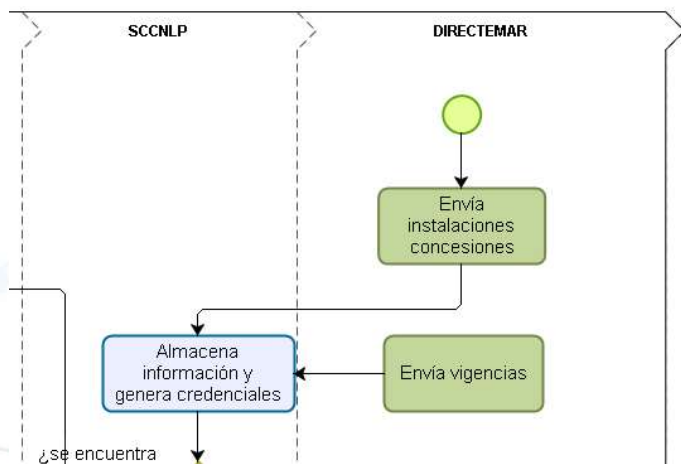 SCCNLP
DIRECTEMAR
Envía
instalaciones
concesiones
Almacena
información y
genera credenciales
Envía vigencias
¿se encuentra